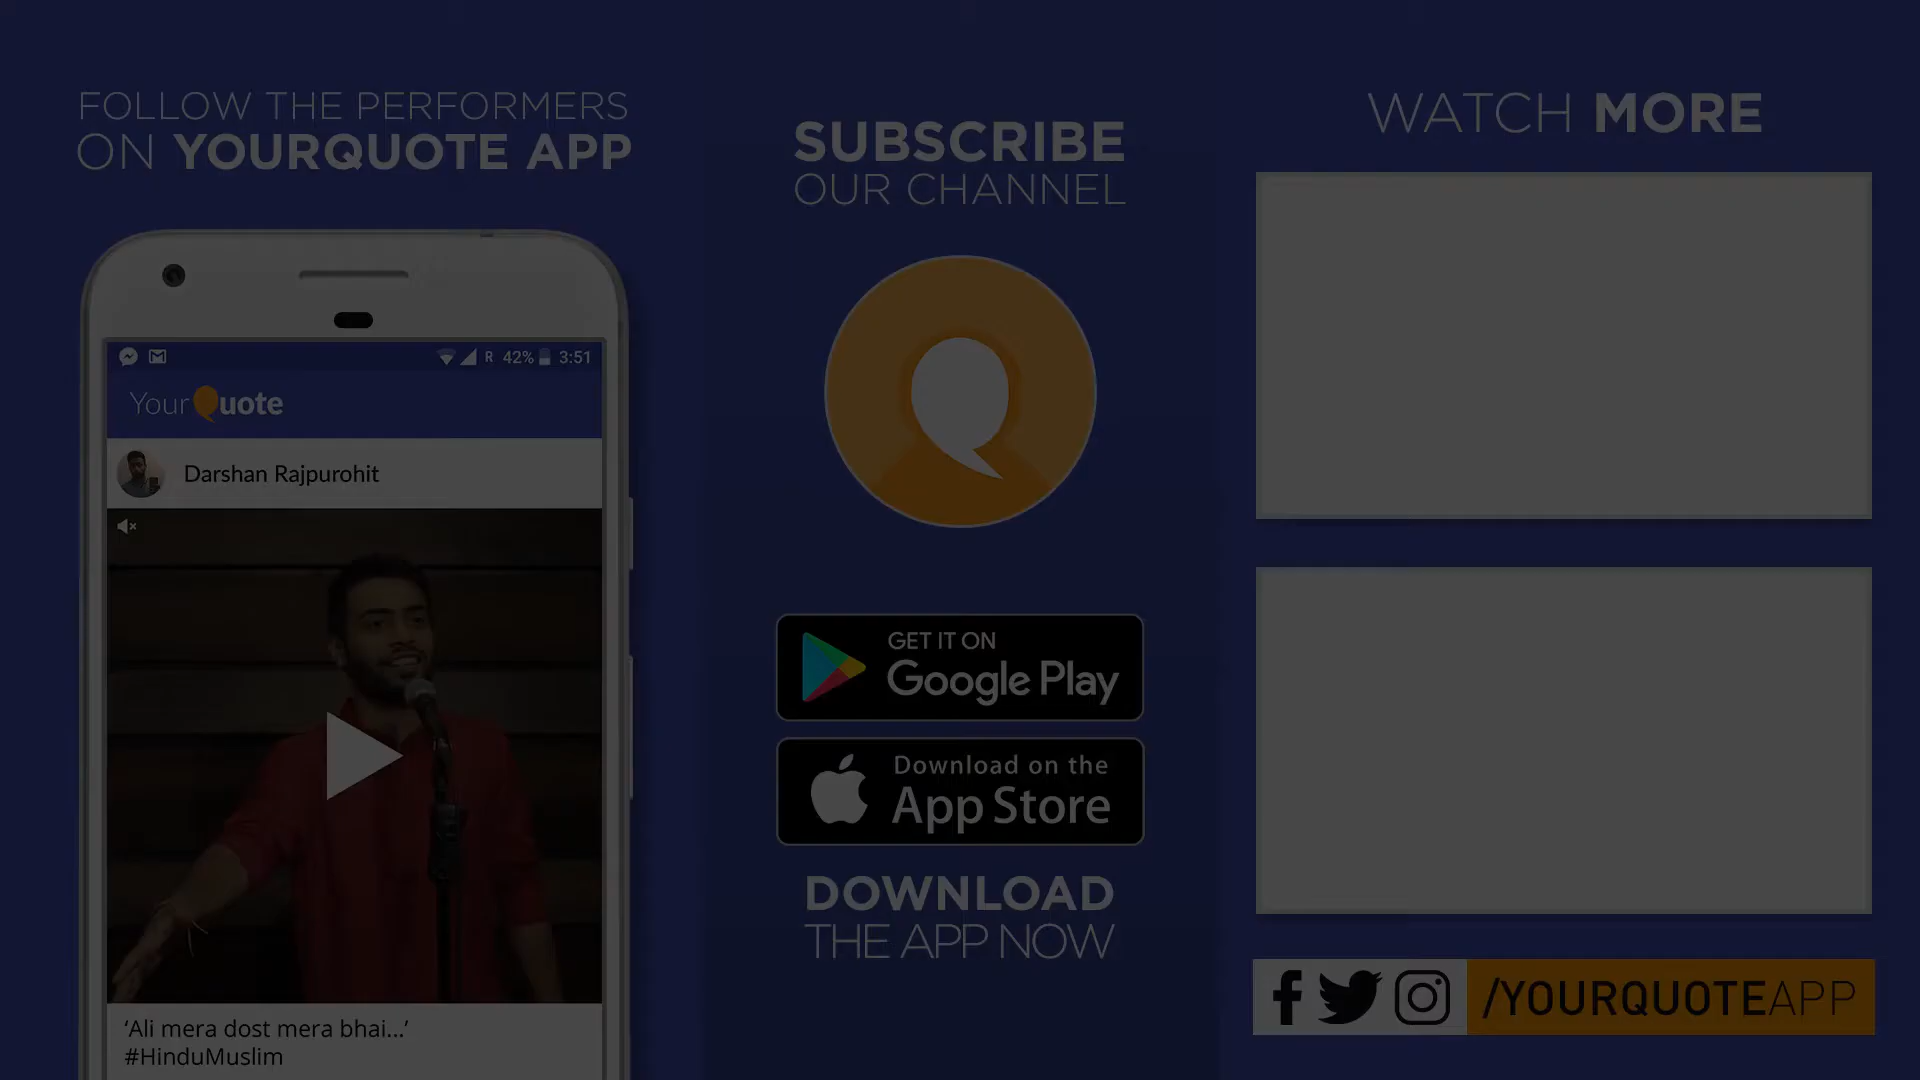 FOLLOW THE PERFORMERS
ON YOURQUOTE APP
R 42% 3:51
YourQuote
Darshan Rajpurohit
‘Ali mera dost mera bhai...’
#HinduMuslim
SUBSCRIBE
OUR CHANNEL
GET IT ON
Google Play
Download on the
App Store
DOWNLOAD
THE APP NOW
WATCH MORE
/YOURQUOTEAPP